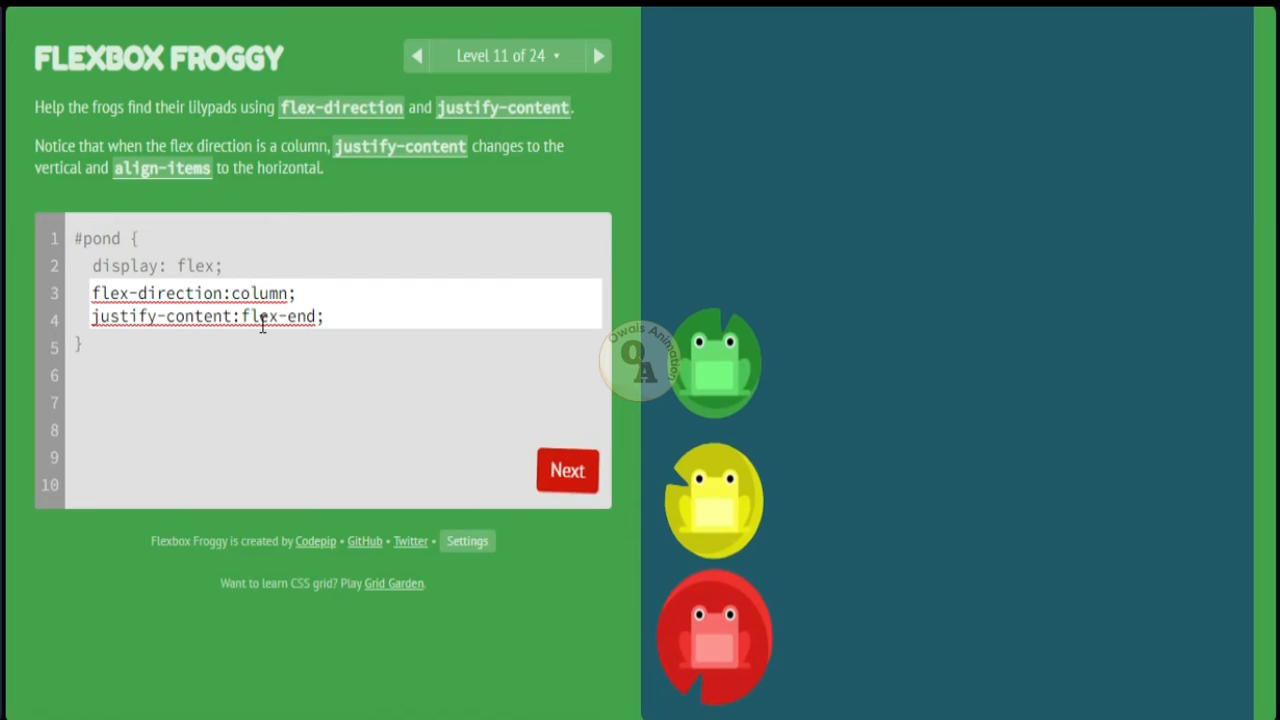 FLEXBOX FROGGY
Level 11 of 24
Help the frogs find their lilypads using flex-direction and justify-content.
Notice that when the flex direction is a column, justify-content changes to the
vertical and align-items to the horizontal.
1 #pond {
2 display: flex;
3 flex-direction:column;
4 justify-content:flex-end;
5 }
6
7
8
9
10
Next
Owais Animation
OA
Flexbox Froggy is created by Codepip • GitHub • Twitter • Settings
Want to learn CSS grid? Play Grid Garden.